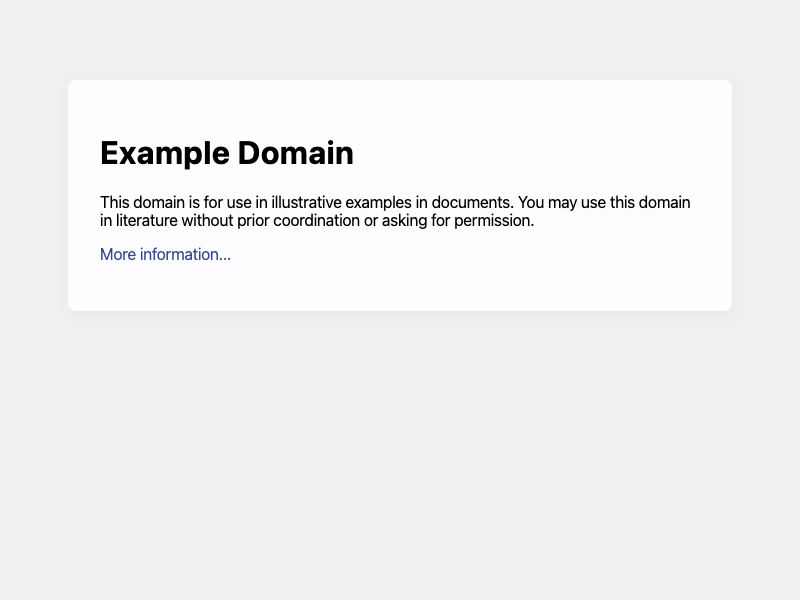 Example Domain
This domain is for use in illustrative examples in documents. You may use this domain
in literature without prior coordination or asking for permission.
More information...